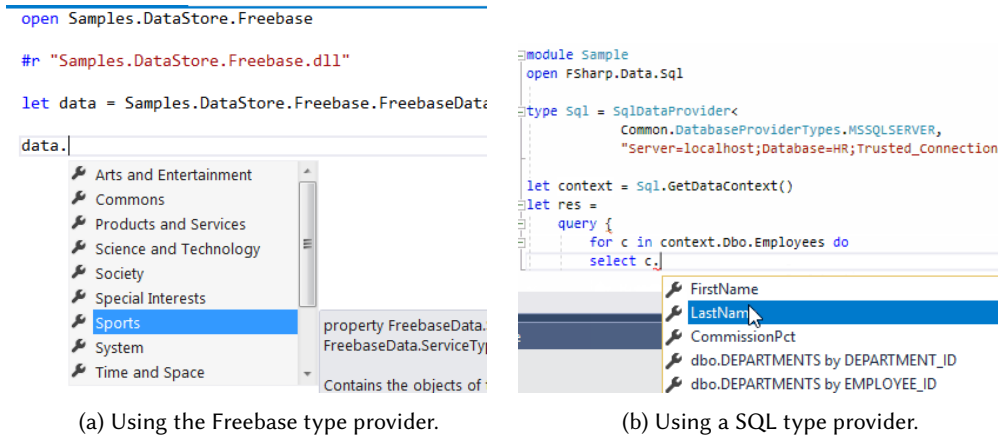 open Samples.DataStore.Freebase
#r "Samples.DataStore.Freebase.dll"
let data = Samples.DataStore.Freebase.FreebaseData
data.
Arts and Entertainment
Commons
Products and Services
Science and Technology
Society
Special Interests
Sports
System
Time and Space
property FreebaseData.
FreebaseData.ServiceTyp
Contains the objects of
(a) Using the Freebase type provider.
module Sample
open FSharp.Data.Sql
type Sql = SqlDataProvider<
Common.DatabaseProviderTypes.MSSQLSERVER,
"Server=localhost;Database=HR;Trusted_Connection
let context = Sql.GetDataContext()
let res =
query {
for c in context.Dbo.Employees do
select c.
FirstName
LastName
CommissionPct
dbo.DEPARTMENTS by DEPARTMENT_ID
dbo.DEPARTMENTS by EMPLOYEE_ID
(b) Using a SQL type provider.